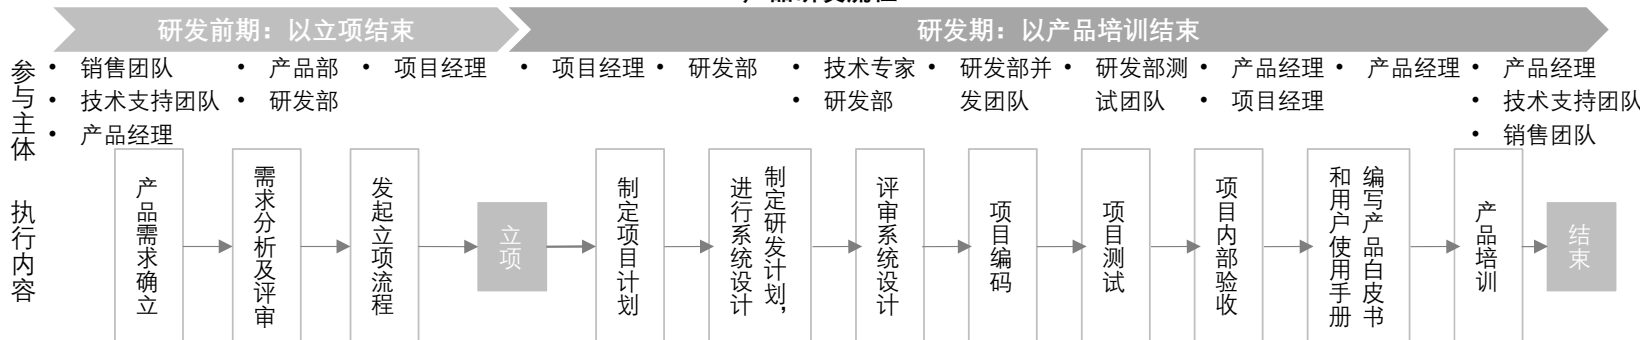 研发前期：以立项结束
研发期：以产品培训结束
参与主体
• 销售团队
• 技术支持团队
• 产品经理
• 产品部
• 研发部
• 项目经理
• 项目经理
• 研发部
• 技术专家
• 研发部
• 研发部并
发团队
• 研发部测
试团队
• 产品经理
• 项目经理
• 产品经理
• 产品经理
• 技术支持团队
• 销售团队
执行内容
产品需求确立
需求分析及评审
发起立项流程
立项
制定项目计划
制定研发计划，
进行系统设计
评审系统设计
项目编码
项目测试
项目内部验收
编写产品白皮书
和用户使用手册
产品培训
结束